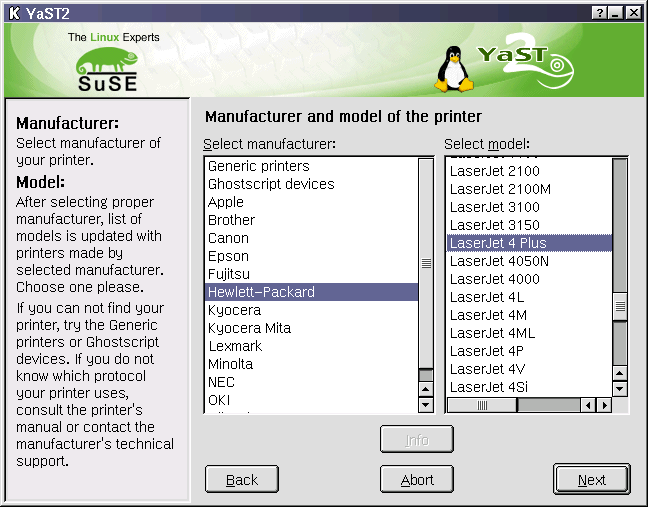 YaST2
The Linux Experts
SuSE
YaST
2
Manufacturer:
Select manufacturer of
your printer.
Model:
After selecting proper
manufacturer, list of
models is updated with
printers made by
selected manufacturer.
Choose one please.
If you can not find your
printer, try the Generic
printers or Ghostscript
devices. If you do not
know which protocol
your printer uses,
consult the printer's
manual or contact the
manufacturer's technical
support.
Manufacturer and model of the printer
Select manufacturer:
Generic printers
Ghostscript devices
Apple
Brother
Canon
Epson
Fujitsu
Hewlett-Packard
Kyocera
Kyocera Mita
Lexmark
Minolta
NEC
OKI
Select model:
LaserJet 2100
LaserJet 2100M
LaserJet 3100
LaserJet 3150
LaserJet 4 Plus
LaserJet 4050N
LaserJet 4000
LaserJet 4L
LaserJet 4M
LaserJet 4ML
LaserJet 4P
LaserJet 4V
LaserJet 4Si
Info
Back
Abort
Next